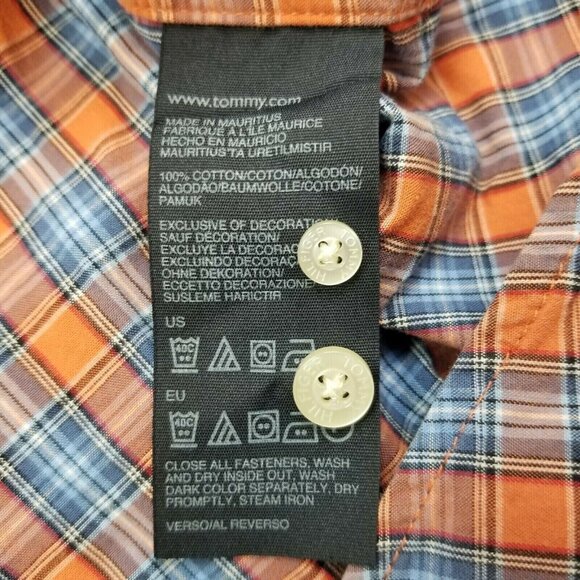 www.tommy.com
MADE IN MAURITIUS
FABRIQUÉ A L'ILE MAURICE
HECHO EN MAURICIO
MAURITIUS'TA URETILMISTIR
100% COTTON/COTON/ALGODÓN/
ALGODÃO/BAUMWOLLE/COTONE/
PAMUK
EXCLUSIVE OF DECORATION/
SAUF DÉCORATION/
EXCLUYE LA DECORAC
EXCLUINDO DECORAÇ
OHNE DEKORATION/
ECCETTO DECORAZIONE
SUSLEME HARICTIR
US
40C
EU
40C
CLOSE ALL FASTENERS, WASH
AND DRY INSIDE OUT, WASH
DARK COLOR SEPARATELY, DRY
PROMPTLY, STEAM IRON
VERSO/AL REVERSO